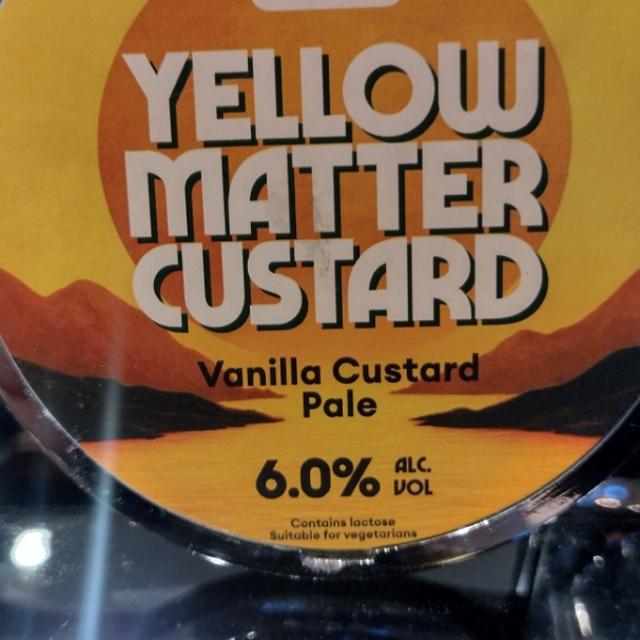 YELLOW
MATTER
CUSTARD
Vanilla Custard
Pale
6.0% ALC.
VOL
Contains lactose
Suitable for vegetarians